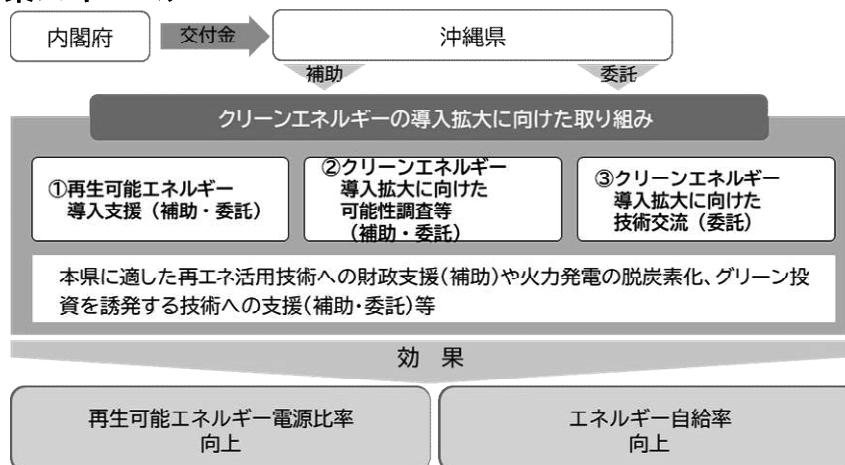 内閣府
交付金
沖縄県
補助
委託
クリーンエネルギーの導入拡大に向けた取り組み
①再生可能エネルギー
導入支援（補助・委託）
②クリーンエネルギー
導入拡大に向けた
可能性調査等
（補助・委託）
③クリーンエネルギー
導入拡大に向けた
技術交流（委託）
本県に適した再エネ活用技術への財政支援（補助）や火力発電の脱炭素化、グリーン投
資を誘発する技術への支援（補助・委託）等
効 果
再生可能エネルギー電源比率
向上
エネルギー自給率
向上